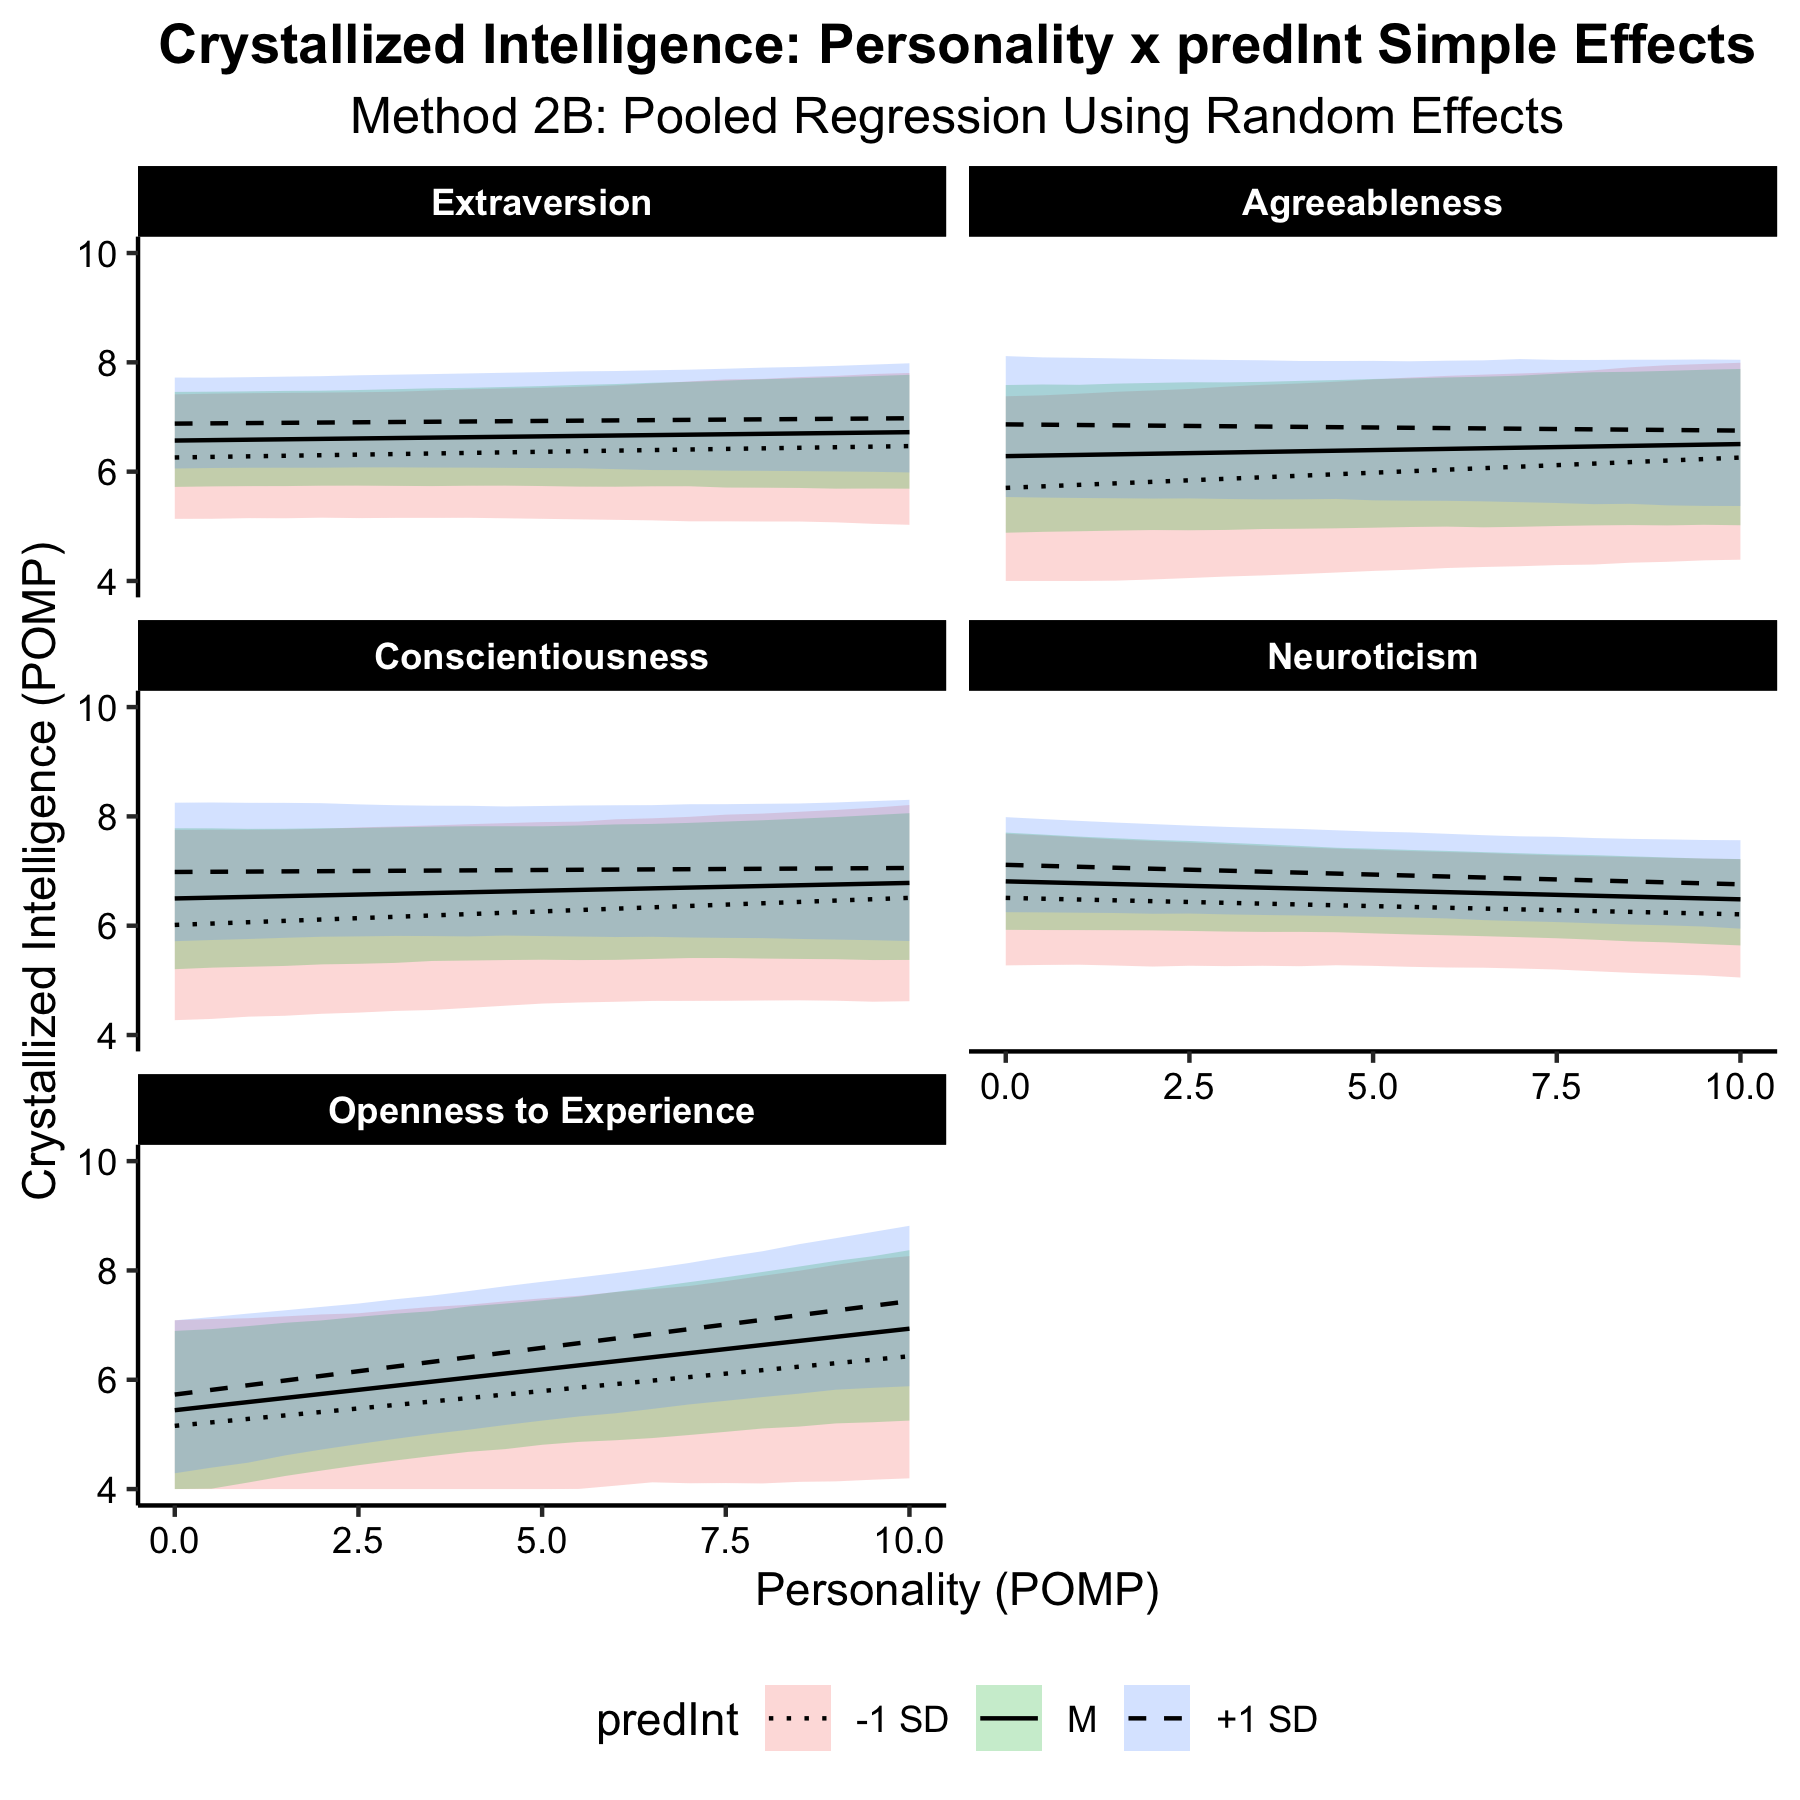 Crystallized Intelligence: Personality x predInt Simple Effects
Method 2B: Pooled Regression Using Random Effects
Extraversion
Agreeableness
10
8
6
4
Conscientiousness
Neuroticism
10
8
6
4
0.0 2.5 5.0 7.5 10.0
Openness to Experience
10
8
6
4
0.0 2.5 5.0 7.5 10.0
Crystallized Intelligence (POMP)
Personality (POMP)
predInt -1 SD M +1 SD